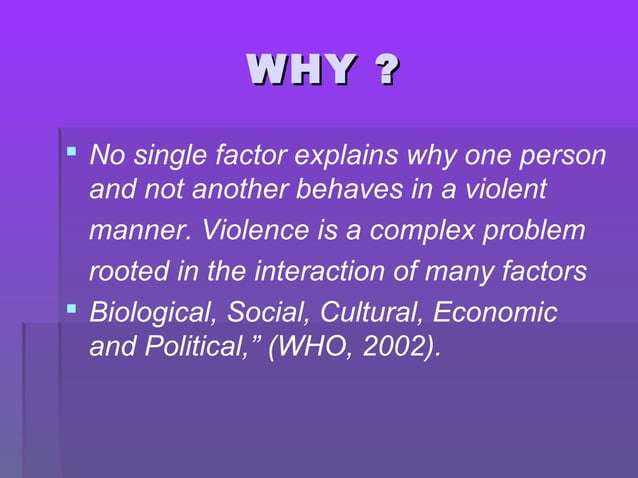 WHY ?
▪ No single factor explains why one person
and not another behaves in a violent
manner. Violence is a complex problem
rooted in the interaction of many factors
▪ Biological, Social, Cultural, Economic
and Political,” (WHO, 2002).